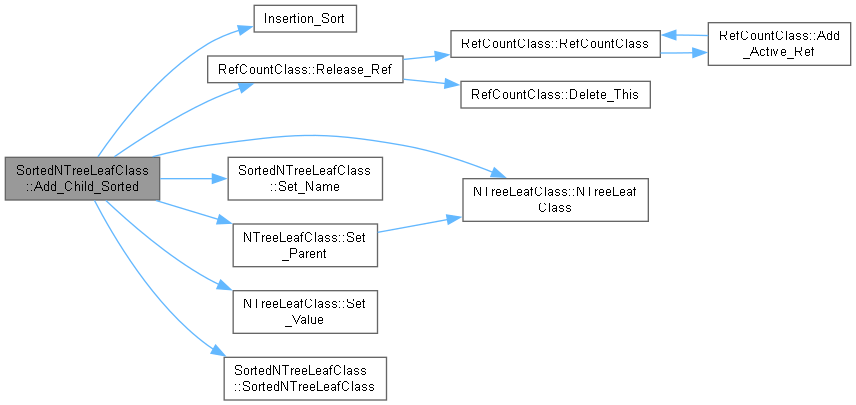 Insertion_Sort
RefCountClass::RefCountClass
RefCountClass::Add
_Active_Ref
RefCountClass::Release_Ref
RefCountClass::Delete_This
SortedNTreeLeafClass
::Add_Child_Sorted
SortedNTreeLeafClass
::Set_Name
NTreeLeafClass::NTreeLeaf
Class
NTreeLeafClass::Set
_Parent
NTreeLeafClass::Set
_Value
SortedNTreeLeafClass
::SortedNTreeLeafClass